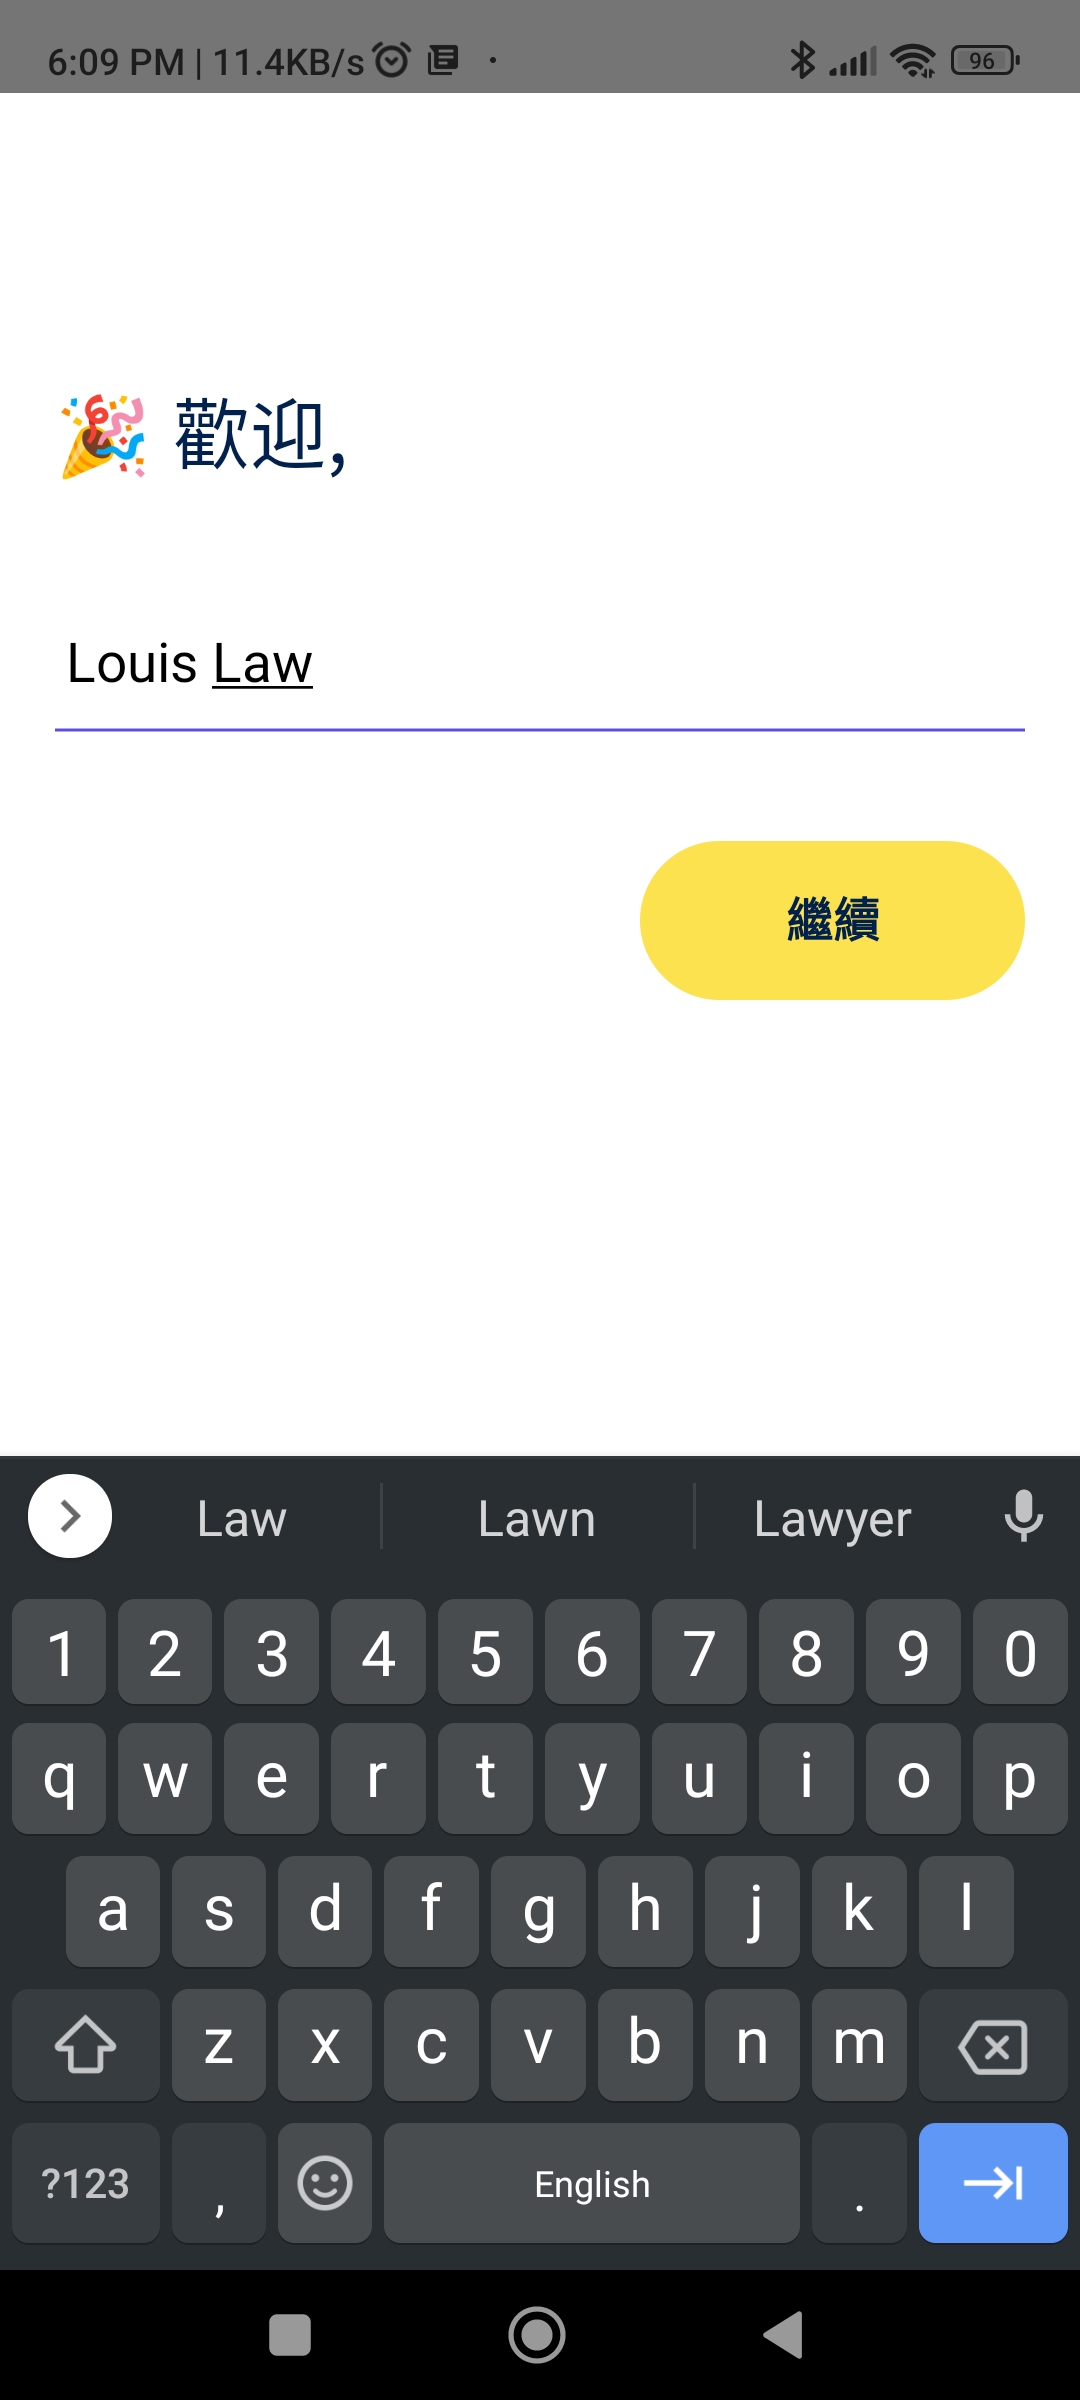 6:09 PM | 11.4KB/s
96
🎉 歡迎,
Louis Law
繼續
Law Lawn Lawyer
1 2 3 4 5 6 7 8 9 0
q w e r t y u i o p
a s d f g h j k l
z x c v b n m
?123 , English .